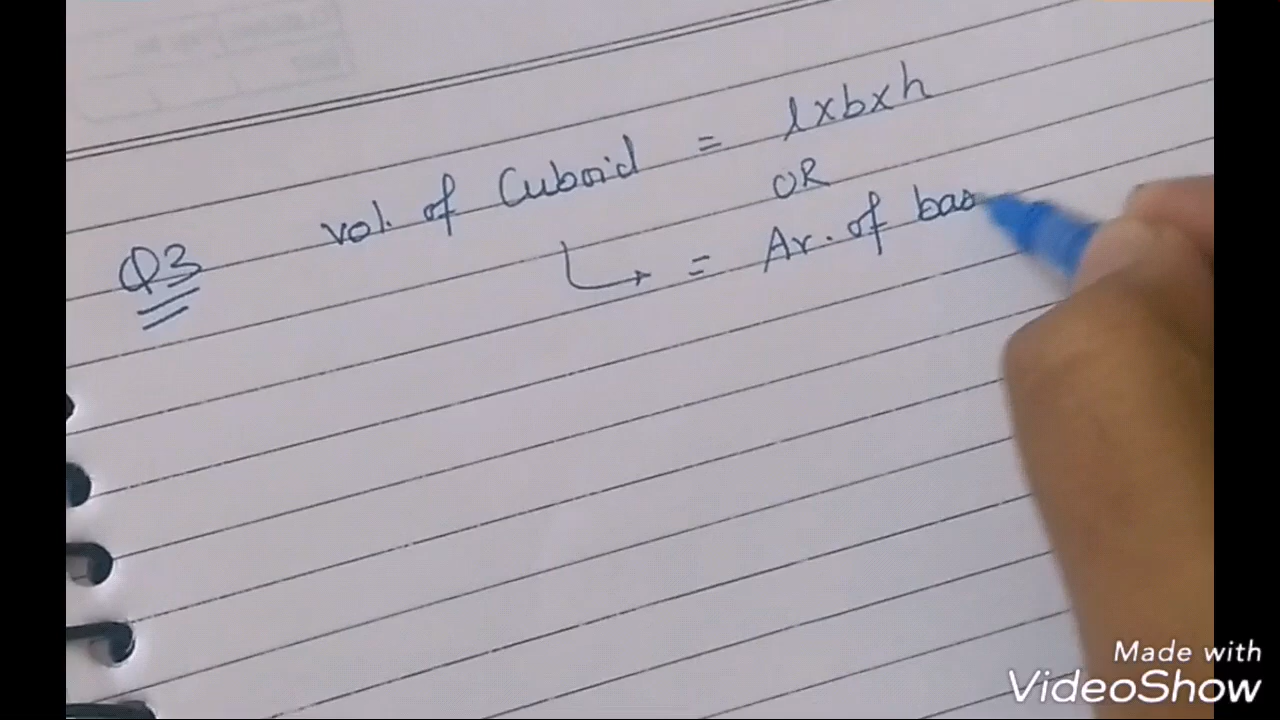 vol. of Cuboid = l×b×h
OR
Q3
= Ar. of bas
Made with
VideoShow